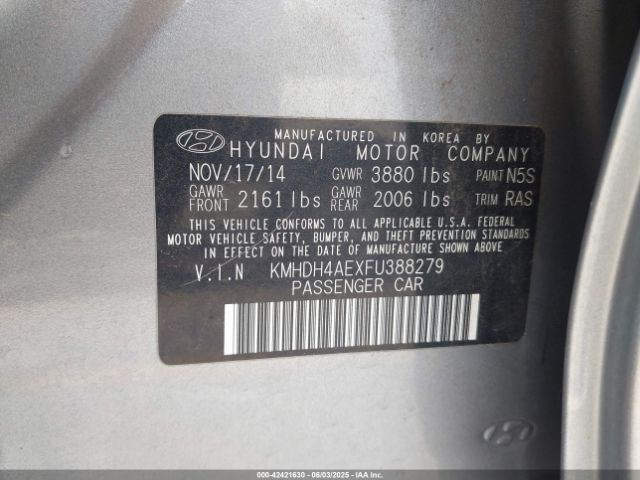 MANUFACTURED IN KOREA BY
HYUNDAI MOTOR COMPANY
NOV/17/14 GVWR 3880 lbs PAINT N5S
GAWR FRONT 2161 lbs GAWR REAR 2006 lbs TRIM RAS
THIS VEHICLE CONFORMS TO ALL APPLICABLE U.S.A. FEDERAL
MOTOR VEHICLE SAFETY, BUMPER, AND THEFT PREVENTION STANDARDS
IN EFFECT ON THE DATE OF MANUFACTURE SHOWN ABOVE.
V.I.N KMHDH4AEXFU388279
PASSENGER CAR
000-42421630 - 06/03/2025 - IAAI.COM